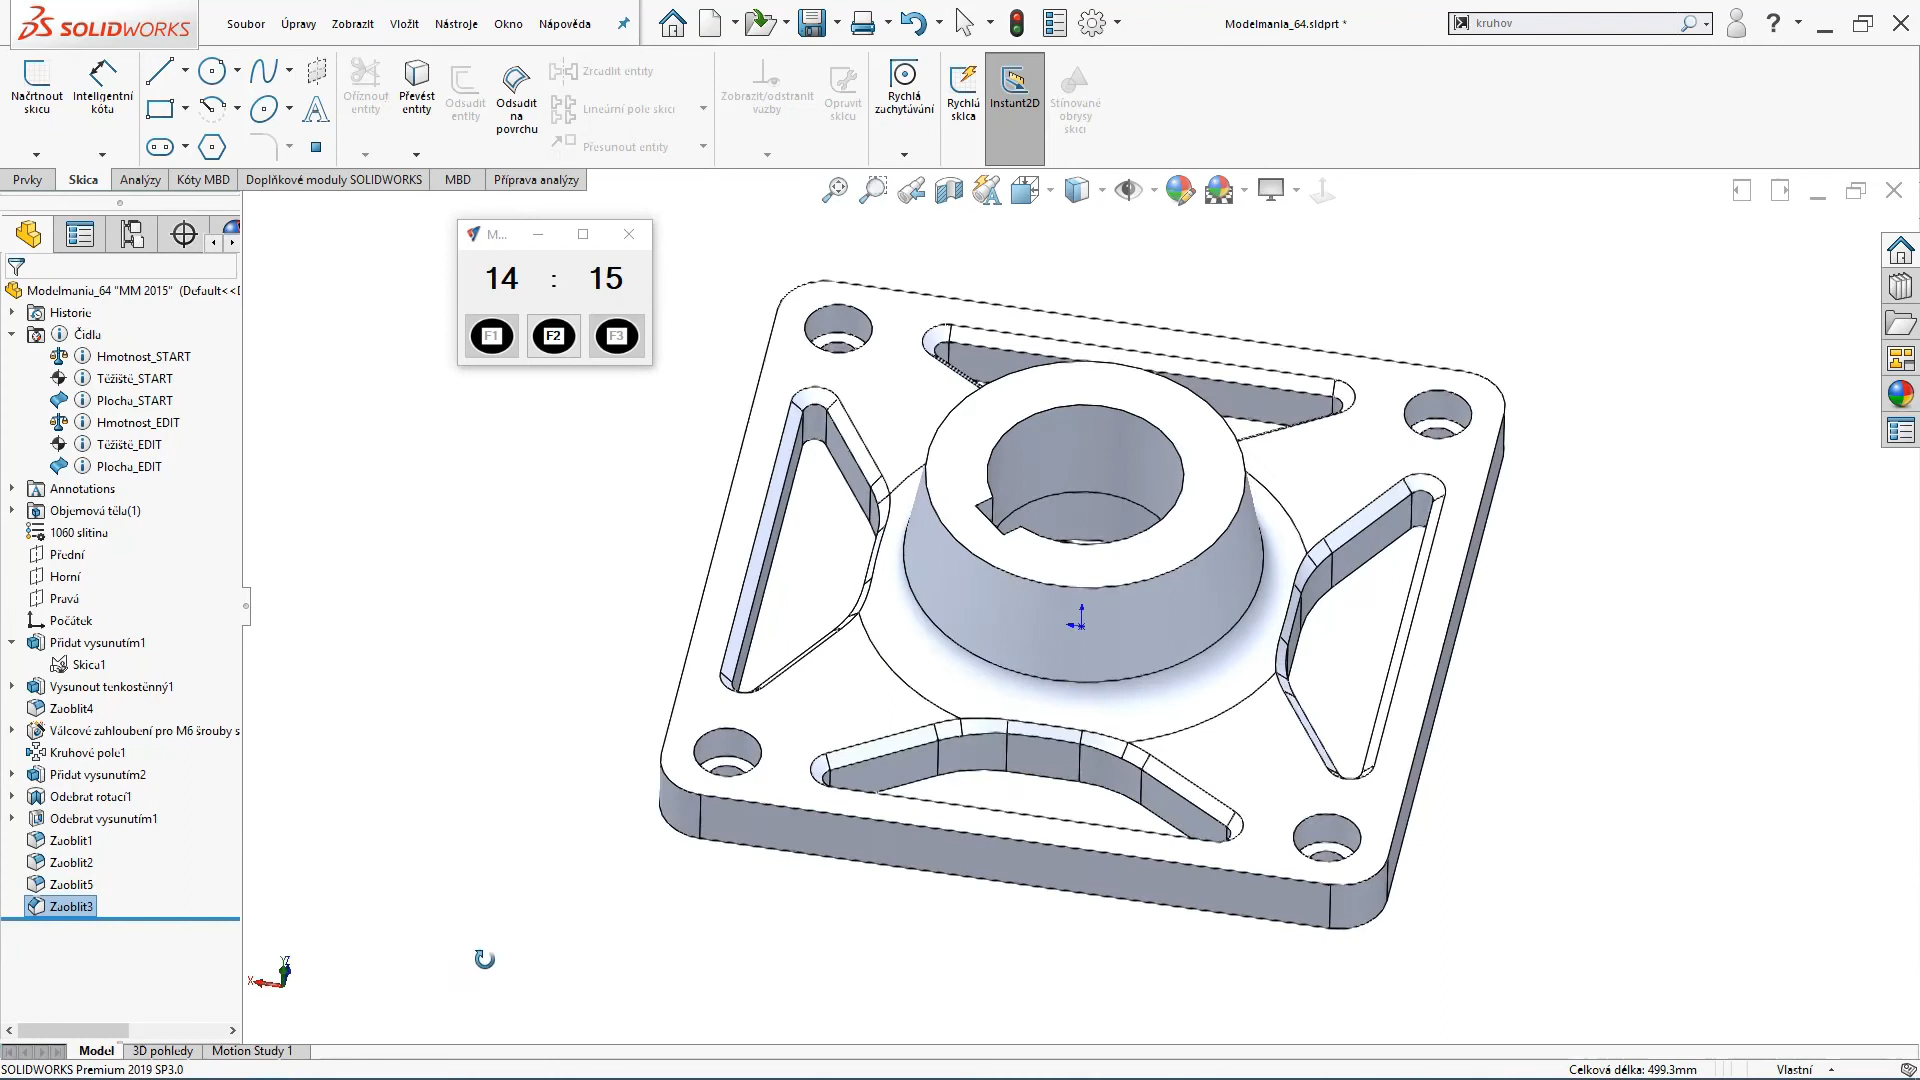 SOLIDWORKS
Soubor
Úpravy
Zobrazit
Vložit
Nástroje
Okno
Nápověda
Modelmania_64.sldprt *
kruhov
?
Načrtnout
skicu
Inteligentní
kóta
Oříznout
entity
Převést
entity
Odsadit
entity
Odsadit
na
povrchu
Zrcadlit entity
Lineární pole skici
Přesunout entity
Zobrazit/odstranit
vazby
Opravit
skicu
Rychlá
zachytávání
Rychlá
skica
Instant2D
Stínované
obrysy
skici
Prvky
Skica
Analýzy
Kóty MBD
Doplňkové moduly SOLIDWORKS
MBD
Příprava analýzy
M...
14 : 15
F1
F2
F3
Modelmania_64 "MM 2015" (Default<<D
Historie
Čidla
Hmotnost_START
Těžiště_START
Plocha_START
Hmotnost_EDIT
Těžiště_EDIT
Plocha_EDIT
Annotations
Objemová těla(1)
1060 slitina
Přední
Horní
Pravá
Počátek
Přidat vysunutím1
Skica1
Vysunout tenkostěnný1
Zaoblit4
Válcové zahloubení pro M6 šrouby s
Kruhové pole1
Přidat vysunutím2
Odebrat rotací1
Odebrat vysunutím1
Zaoblit1
Zaoblit2
Zaoblit5
Zaoblit3
X
Y
Z
Model
3D pohledy
Motion Study 1
SOLIDWORKS Premium 2019 SP3.0
Celková délka: 499.3mm
Vlastní